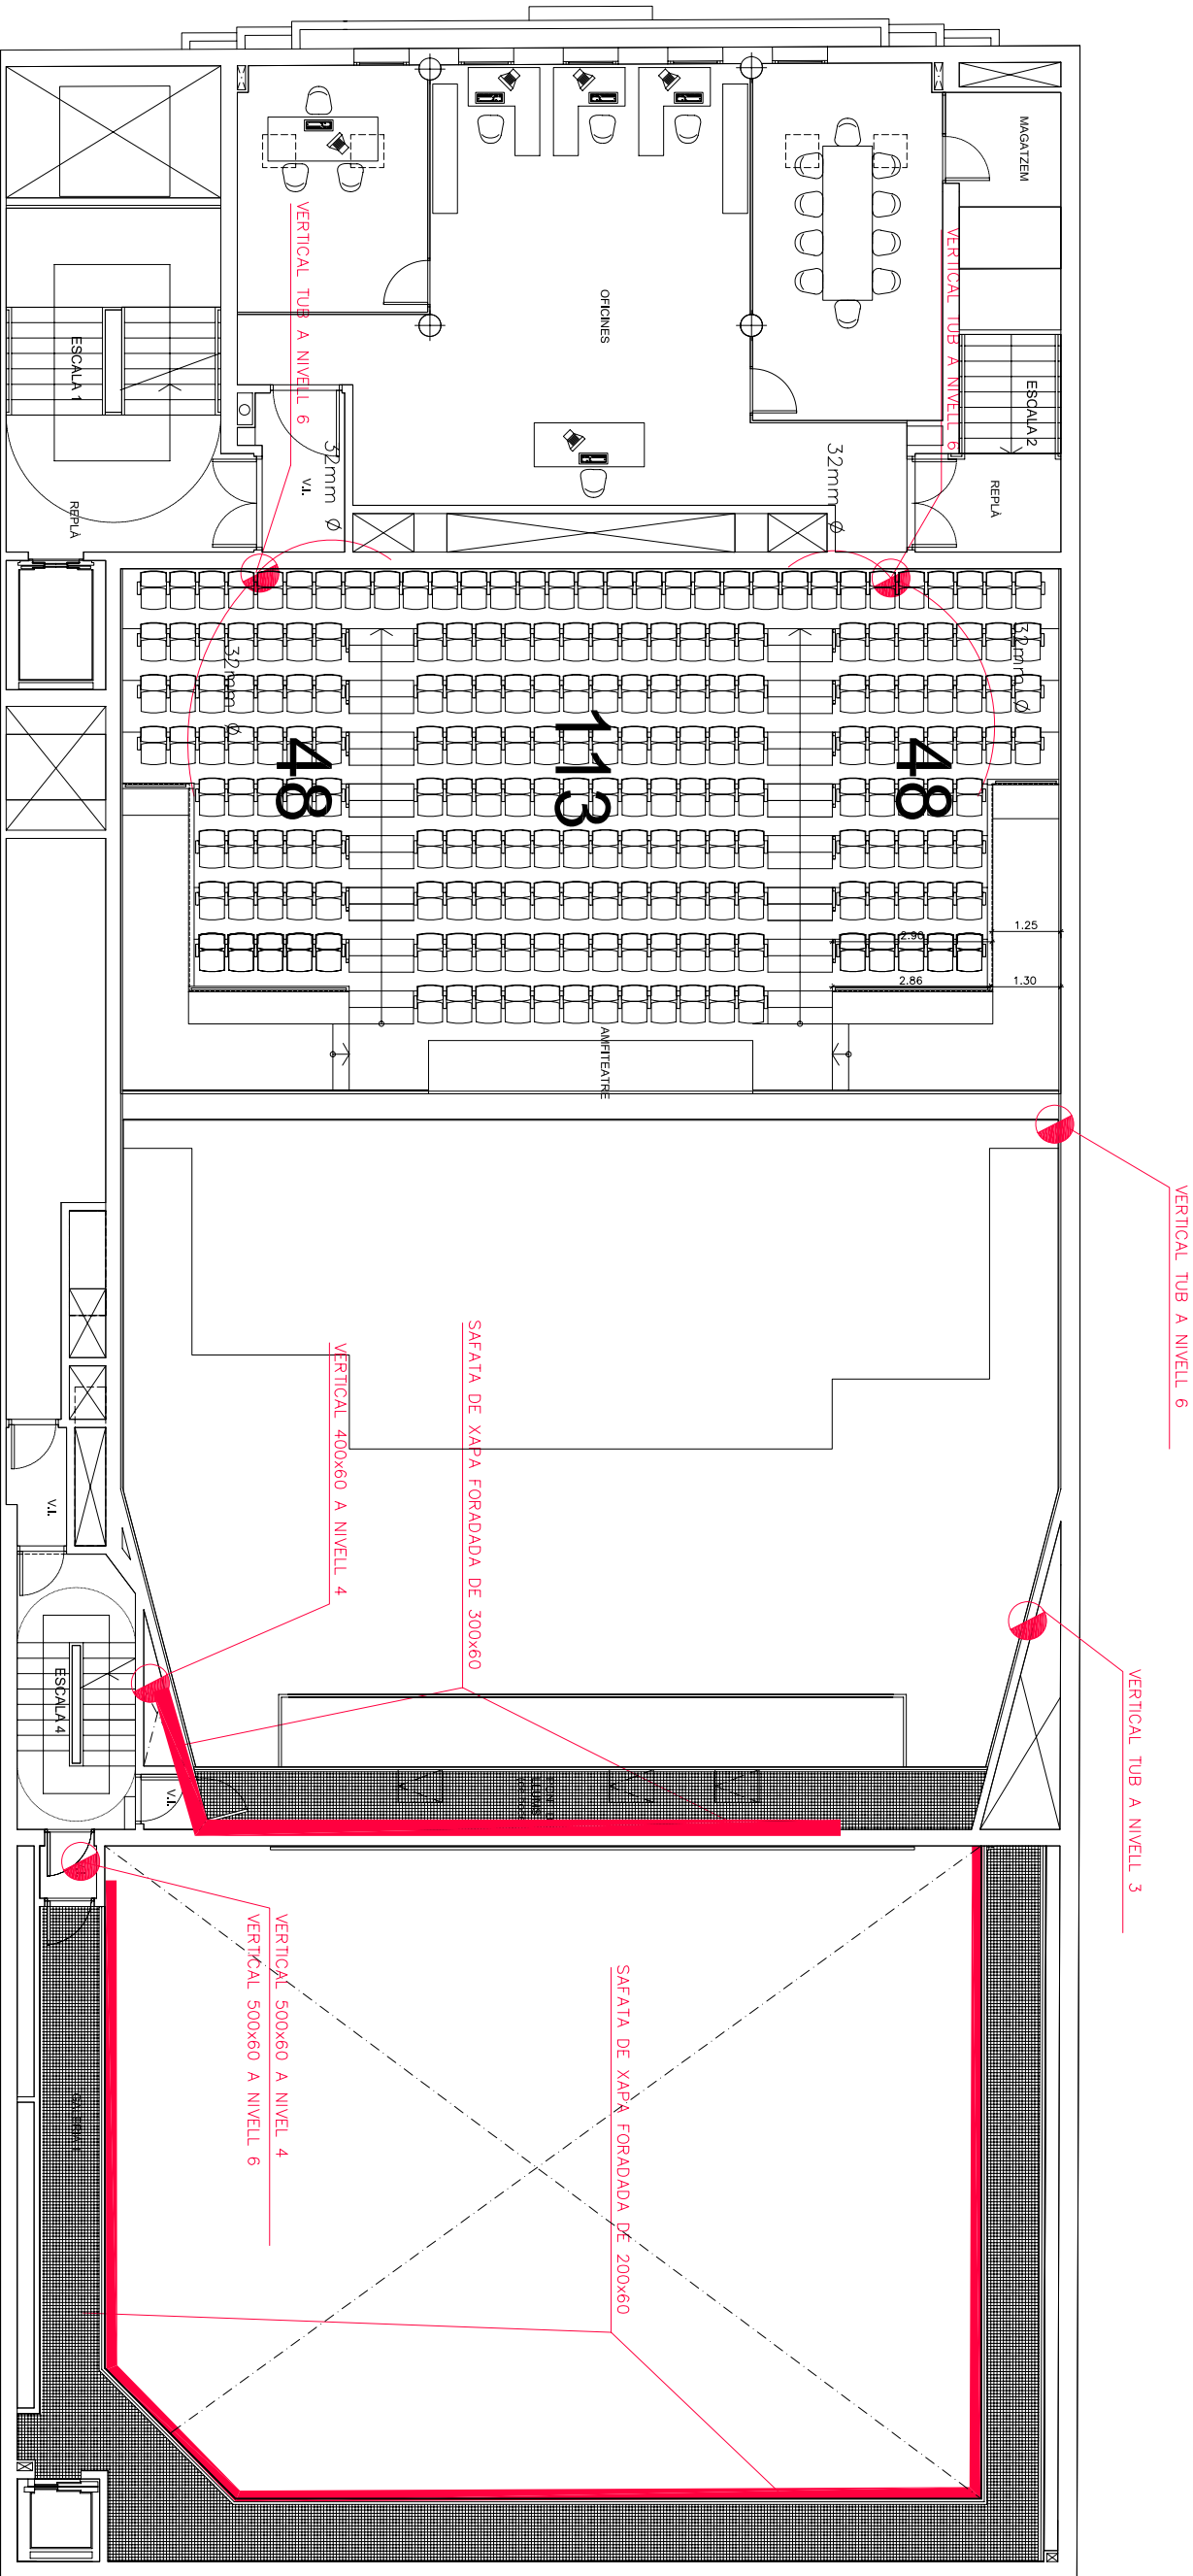 MAGATZEM
VERTICAL TUB A NIVELL 6
VERTICAL TUB A NIVELL 6
OFICINES
ESCALA 1
ESCALA 2
32mm Ø
32mm Ø
V.I.
REPLÀ
REPLÀ
32mm Ø
32mm Ø
48
113
48
2.90
1.25
2.86
1.30
AMFITEATRE
VERTICAL TUB A NIVELL 6
SAFATA DE XAPA FORADADA DE 300x60
VERTICAL 400x60 A NIVELL 4
V.I.
ESCALA 4
VERTICAL TUB A NIVELL 3
V.I.
VERTICAL 500x60 A NIVEL 4
VERTICAL 500x60 A NIVELL 6
SAFATA DE XAPA FORADADA DE 200x60